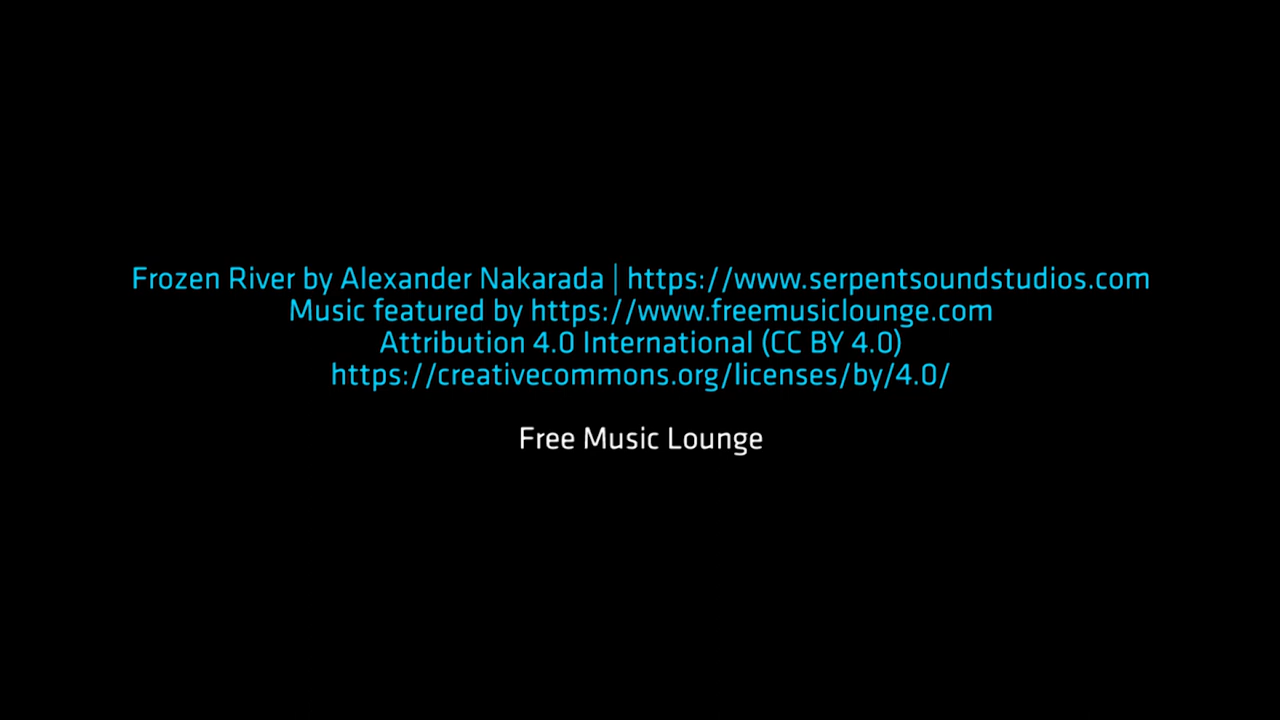 Frozen River by Alexander Nakarada | https://www.serpentsoundstudios.com
Music featured by https://www.freemusiclounge.com
Attribution 4.0 International (CC BY 4.0)
https://creativecommons.org/licenses/by/4.0/
Free Music Lounge